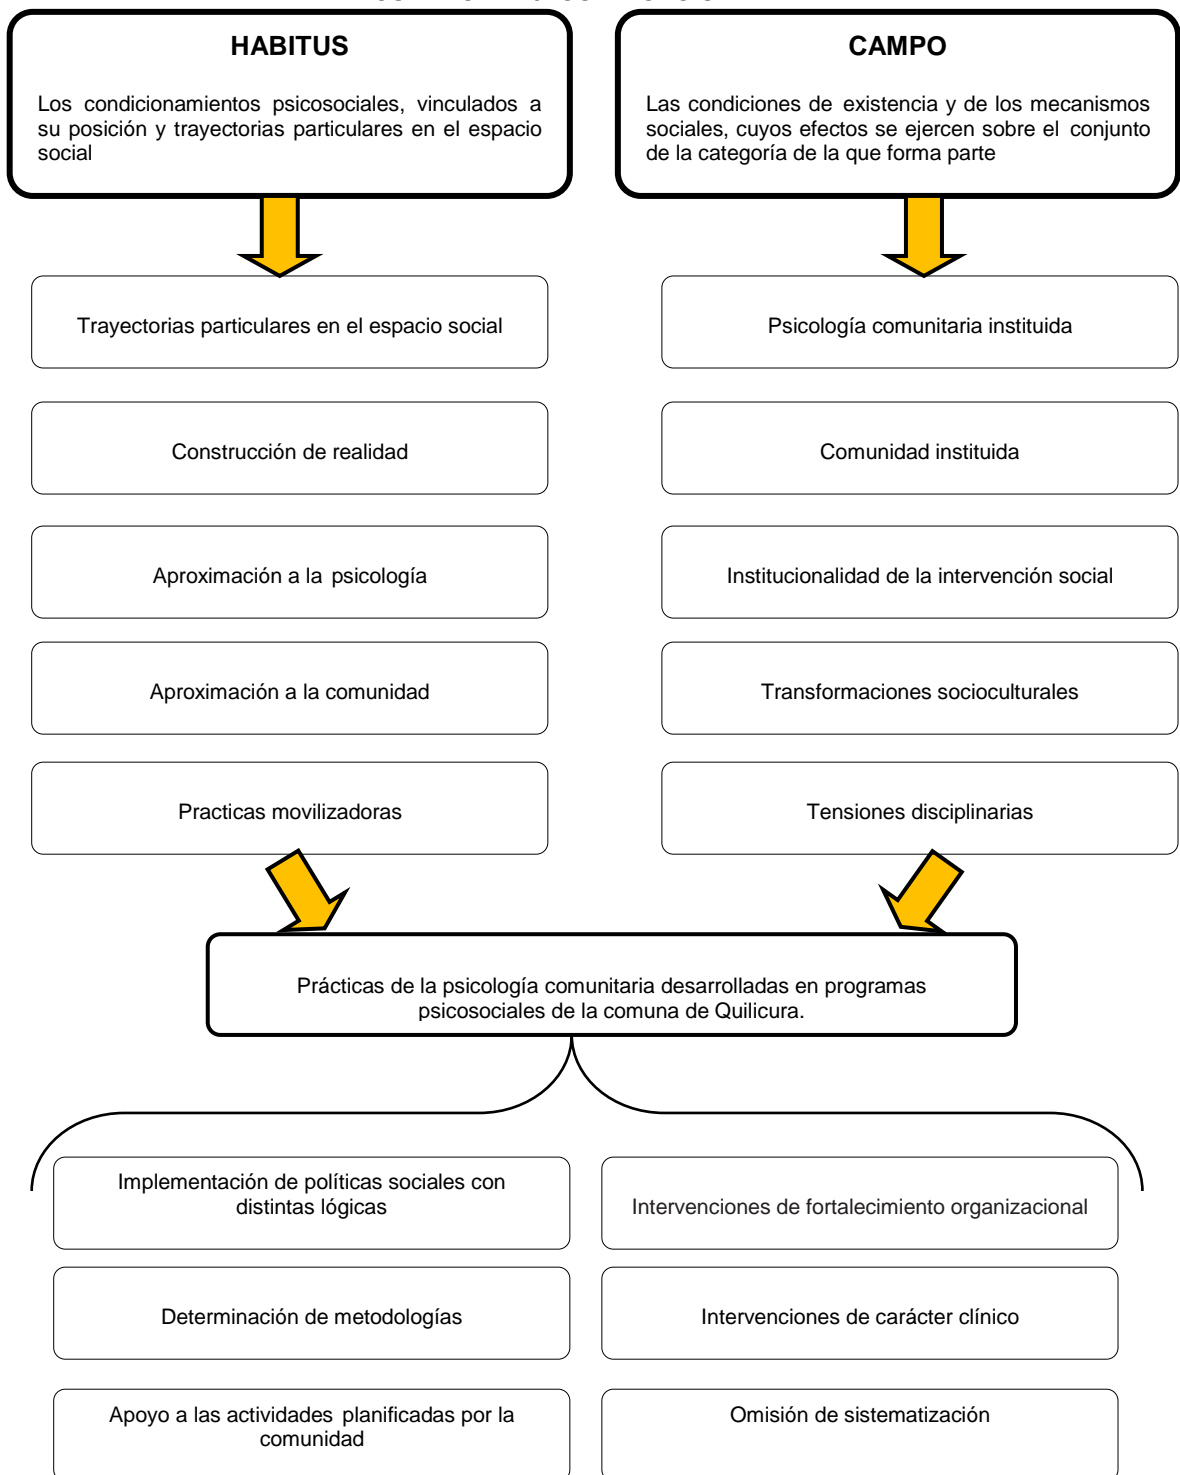 HABITUS
Los condicionamientos psicosociales, vinculados a
su posición y trayectorias particulares en el espacio
social
CAMPO
Las condiciones de existencia y de los mecanismos
sociales, cuyos efectos se ejercen sobre el conjunto
de la categoría de la que forma parte
Trayectorias particulares en el espacio social
Psicología comunitaria instituida
Construcción de realidad
Comunidad instituida
Aproximación a la psicología
Institucionalidad de la intervención social
Aproximación a la comunidad
Transformaciones socioculturales
Practicas movilizadoras
Tensiones disciplinarias
Prácticas de la psicología comunitaria desarrolladas en programas
psicosociales de la comuna de Quilicura.
Implementación de políticas sociales con
distintas lógicas
Intervenciones de fortalecimiento organizacional
Determinación de metodologías
Intervenciones de carácter clínico
Apoyo a las actividades planificadas por la
comunidad
Omisión de sistematización